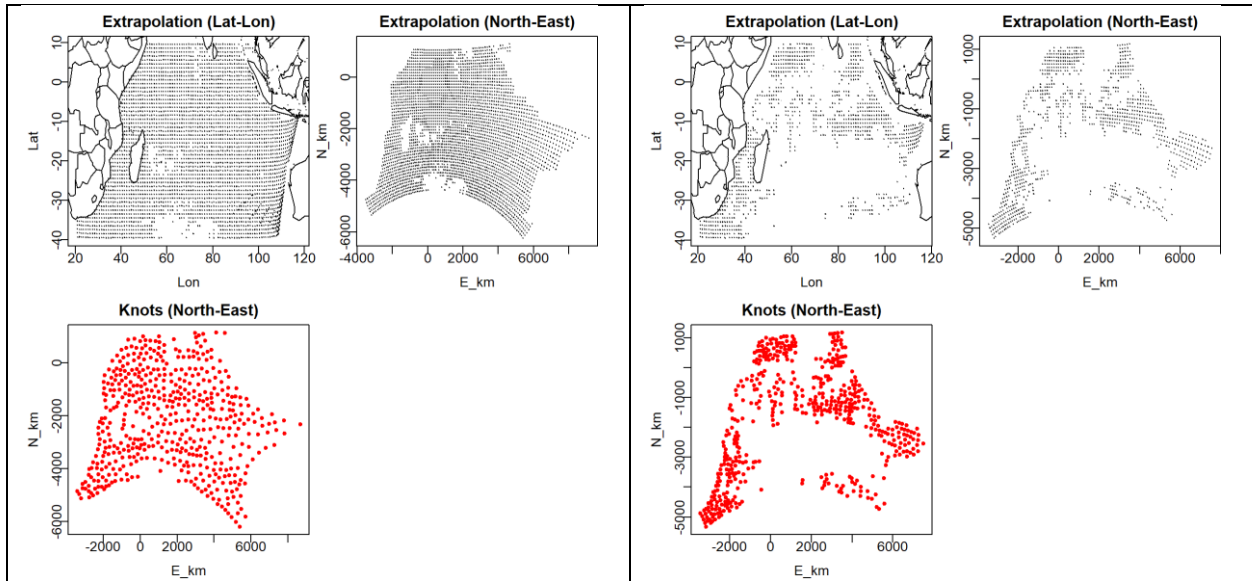 Extrapolation (Lat-Lon)
Lat
10
0
-10
-20
-30
-40
20 40 60 80 100 120
Lon
Extrapolation (North-East)
N_km
0
-2000
-4000
-6000
-4000 0 2000 6000
E_km
Knots (North-East)
N_km
0
-2000
-4000
-6000
-2000 0 2000 6000
E_km
Extrapolation (Lat-Lon)
Lat
10
0
-10
-20
-30
-40
20 40 60 80 100 120
Lon
Extrapolation (North-East)
N_km
1000
-1000
-3000
-5000
-2000 0 2000 4000 6000
E_km
Knots (North-East)
N_km
1000
-1000
-3000
-5000
-2000 0 2000 4000 6000
E_km